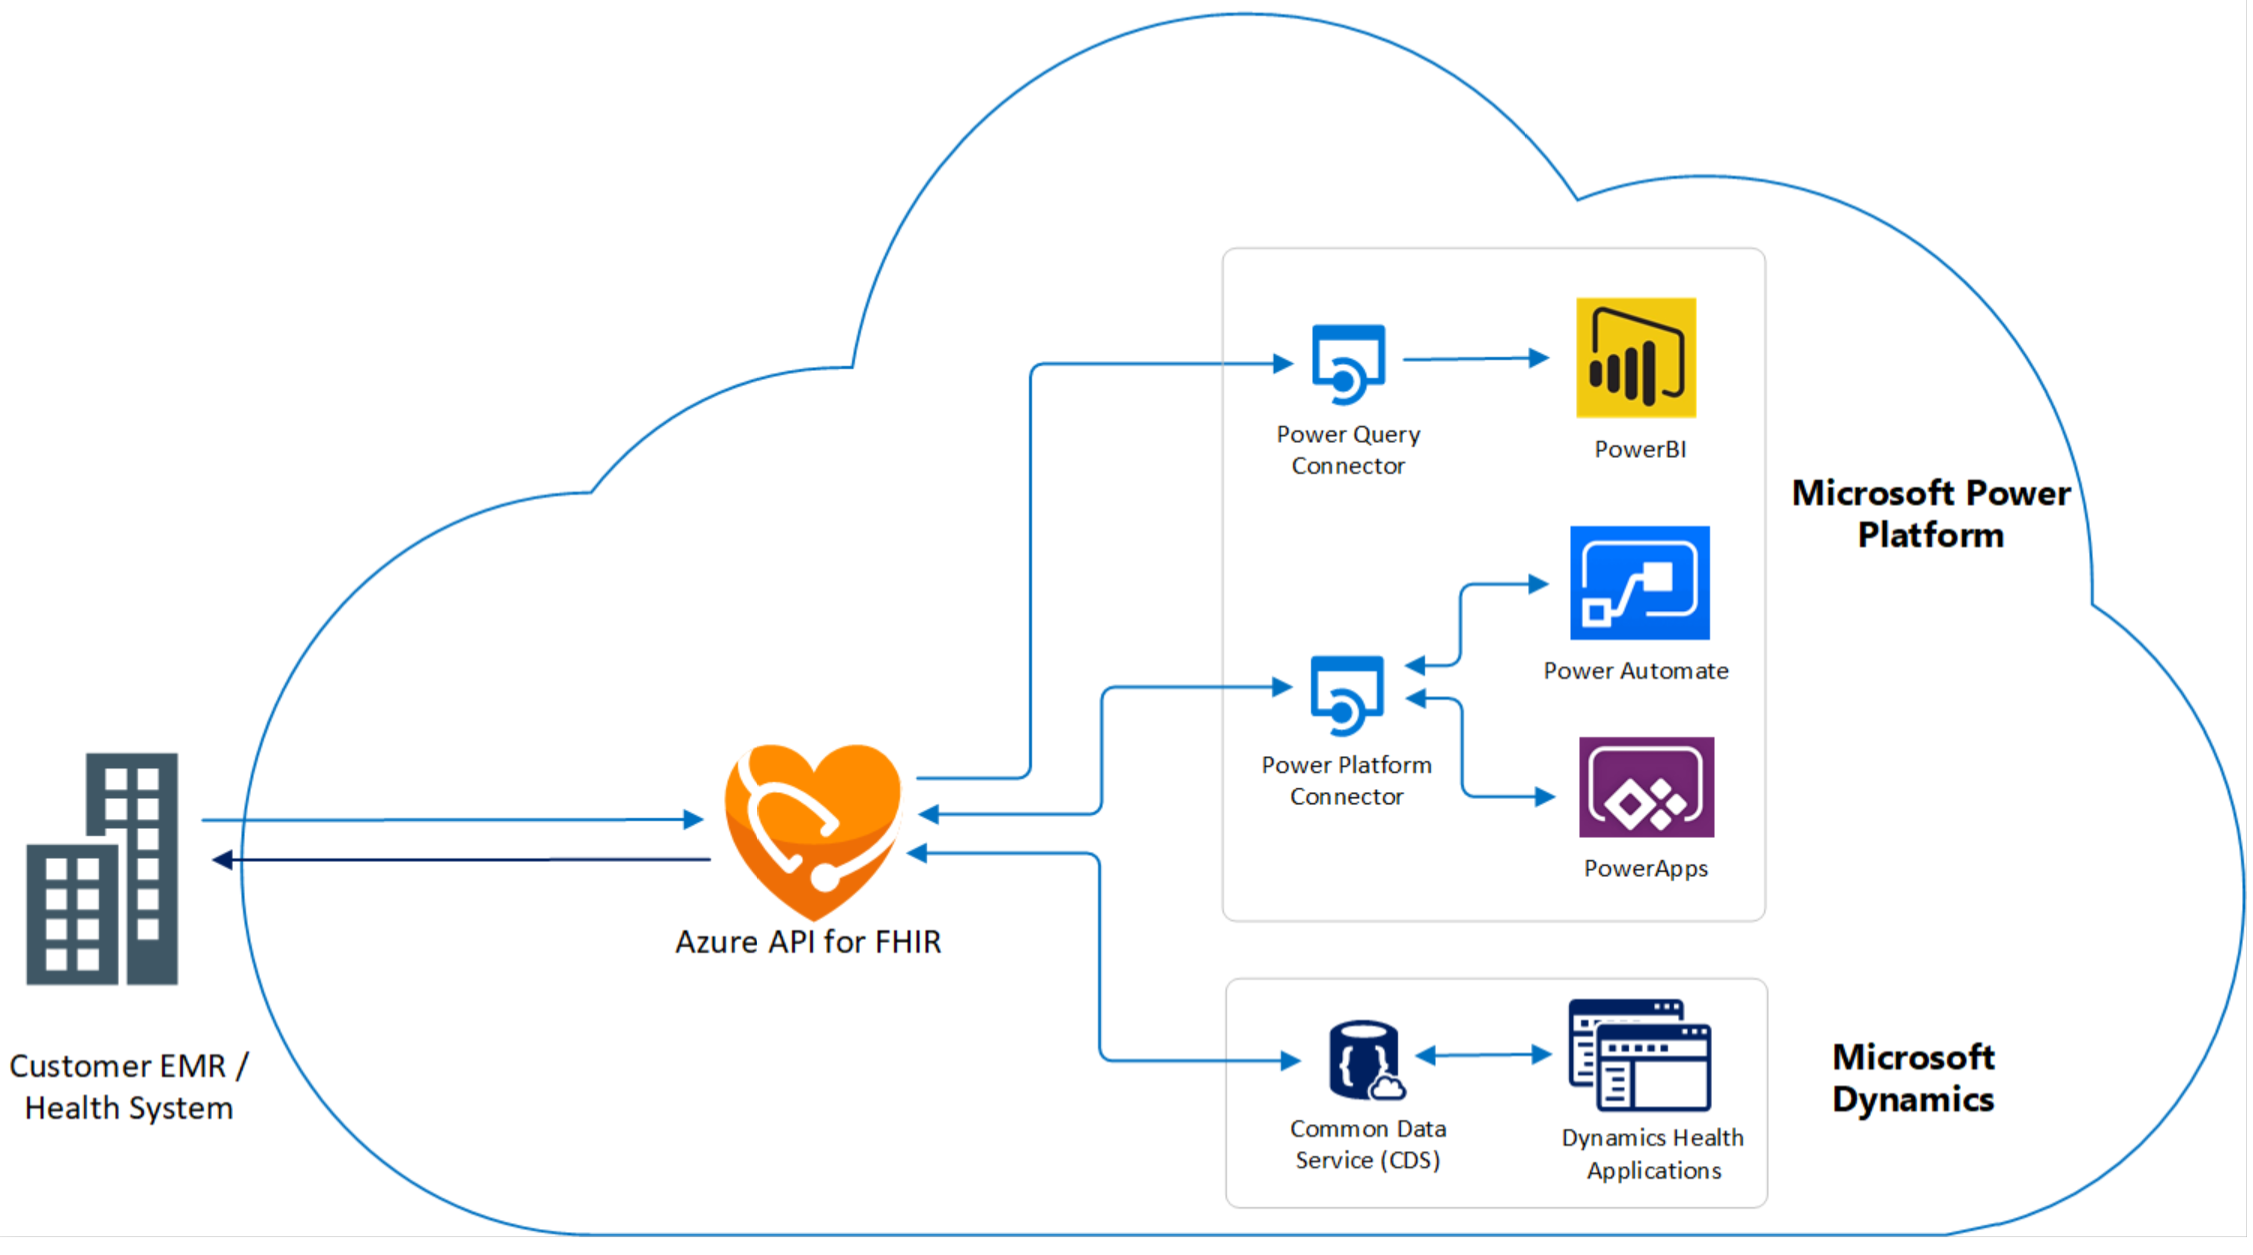 Power Query
Connector
PowerBI
Microsoft Power
Platform
Power Automate
Power Platform
Connector
PowerApps
Azure API for FHIR
Customer EMR /
Health System
Common Data
Service (CDS)
Dynamics Health
Applications
Microsoft
Dynamics